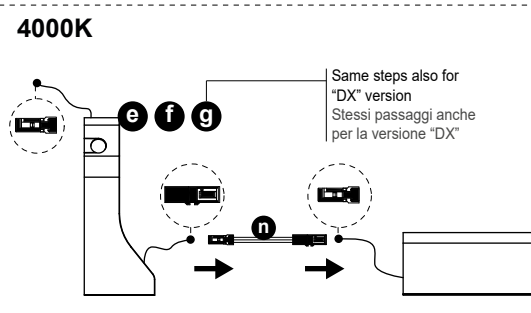 4000K
e f g
Same steps also for
“DX” version
Stessi passaggi anche
per la versione “DX”
n